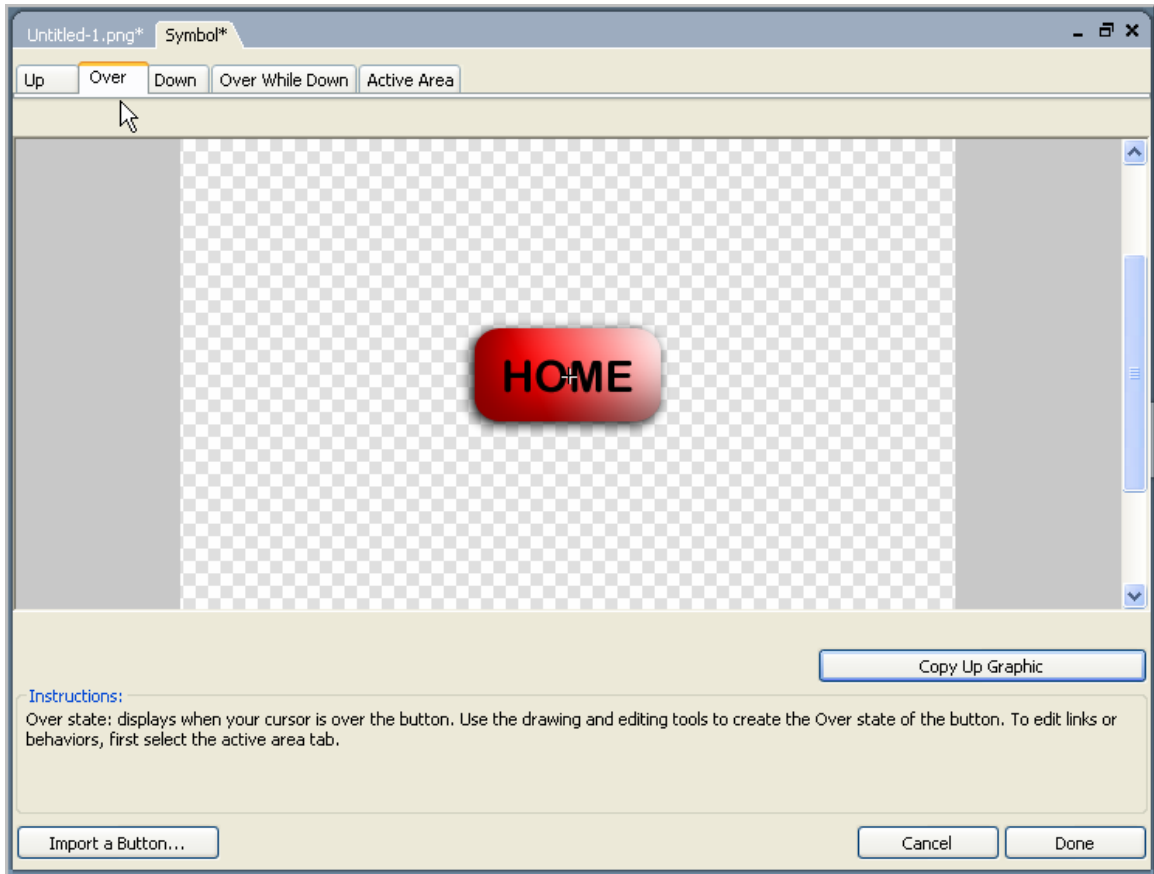 Untitled-1.png* Symbol*
Up Over Down Over While Down Active Area
HOME
Copy Up Graphic
Instructions:
Over state: displays when your cursor is over the button. Use the drawing and editing tools to create the Over state of the button. To edit links or
behaviors, first select the active area tab.
Import a Button... Cancel Done